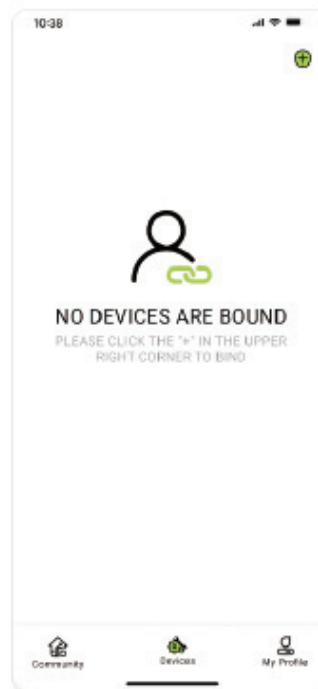 10:38
NO DEVICES ARE BOUND
PLEASE CLICK THE "+" IN THE UPPER
RIGHT CORNER TO BIND
Community
Devices
My Profile